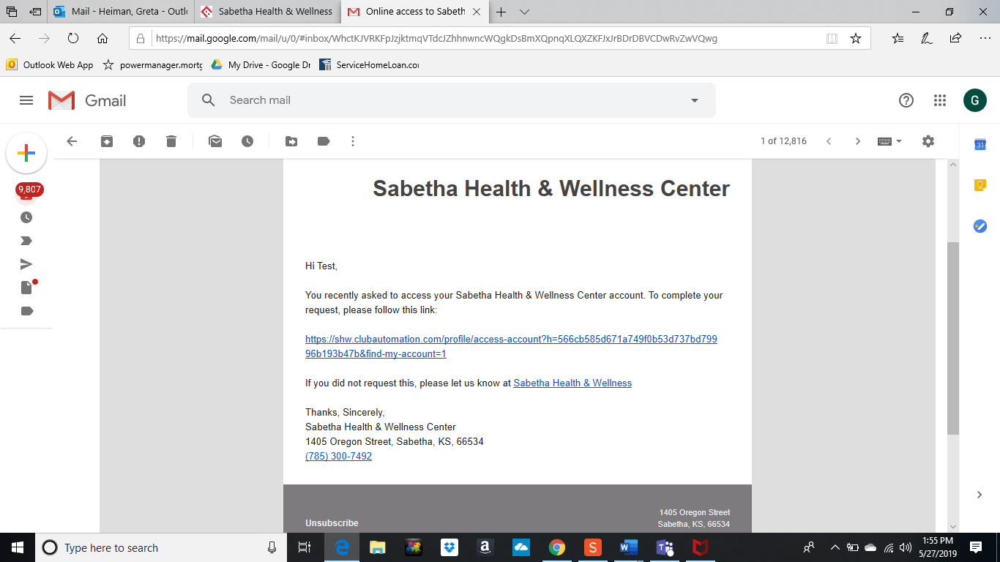 Mail - Heiman, Greta - Outlo
Sabetha Health & Wellness
Online access to Sabeth
https://mail.google.com/mail/u/0/#inbox/WhctKJVRKFpJzjktmqVTdcJZhhnwncWQgkDsBmXQpnqXLQXZKFJxJrBDrDBVCDwRvZwVQwg
Outlook Web App
powermanager.mortg
My Drive - Google Dr
ServiceHomeLoan.cor
Gmail
Search mail
G
1 of 12,816
31
9,807
Sabetha Health & Wellness Center
Hi Test,
You recently asked to access your Sabetha Health & Wellness Center account. To complete your
request, please follow this link:
https://shw.clubautomation.com/profile/access-account?h=566cb585d671a749f0b53d737bd799
96b193b47b&find-my-account=1
If you did not request this, please let us know at Sabetha Health & Wellness
Thanks, Sincerely,
Sabetha Health & Wellness Center
1405 Oregon Street, Sabetha, KS, 66534
(785) 300-7492
1405 Oregon Street
Unsubscribe
Sabetha, KS, 66534
Type here to search
1:55 PM
5/27/2019